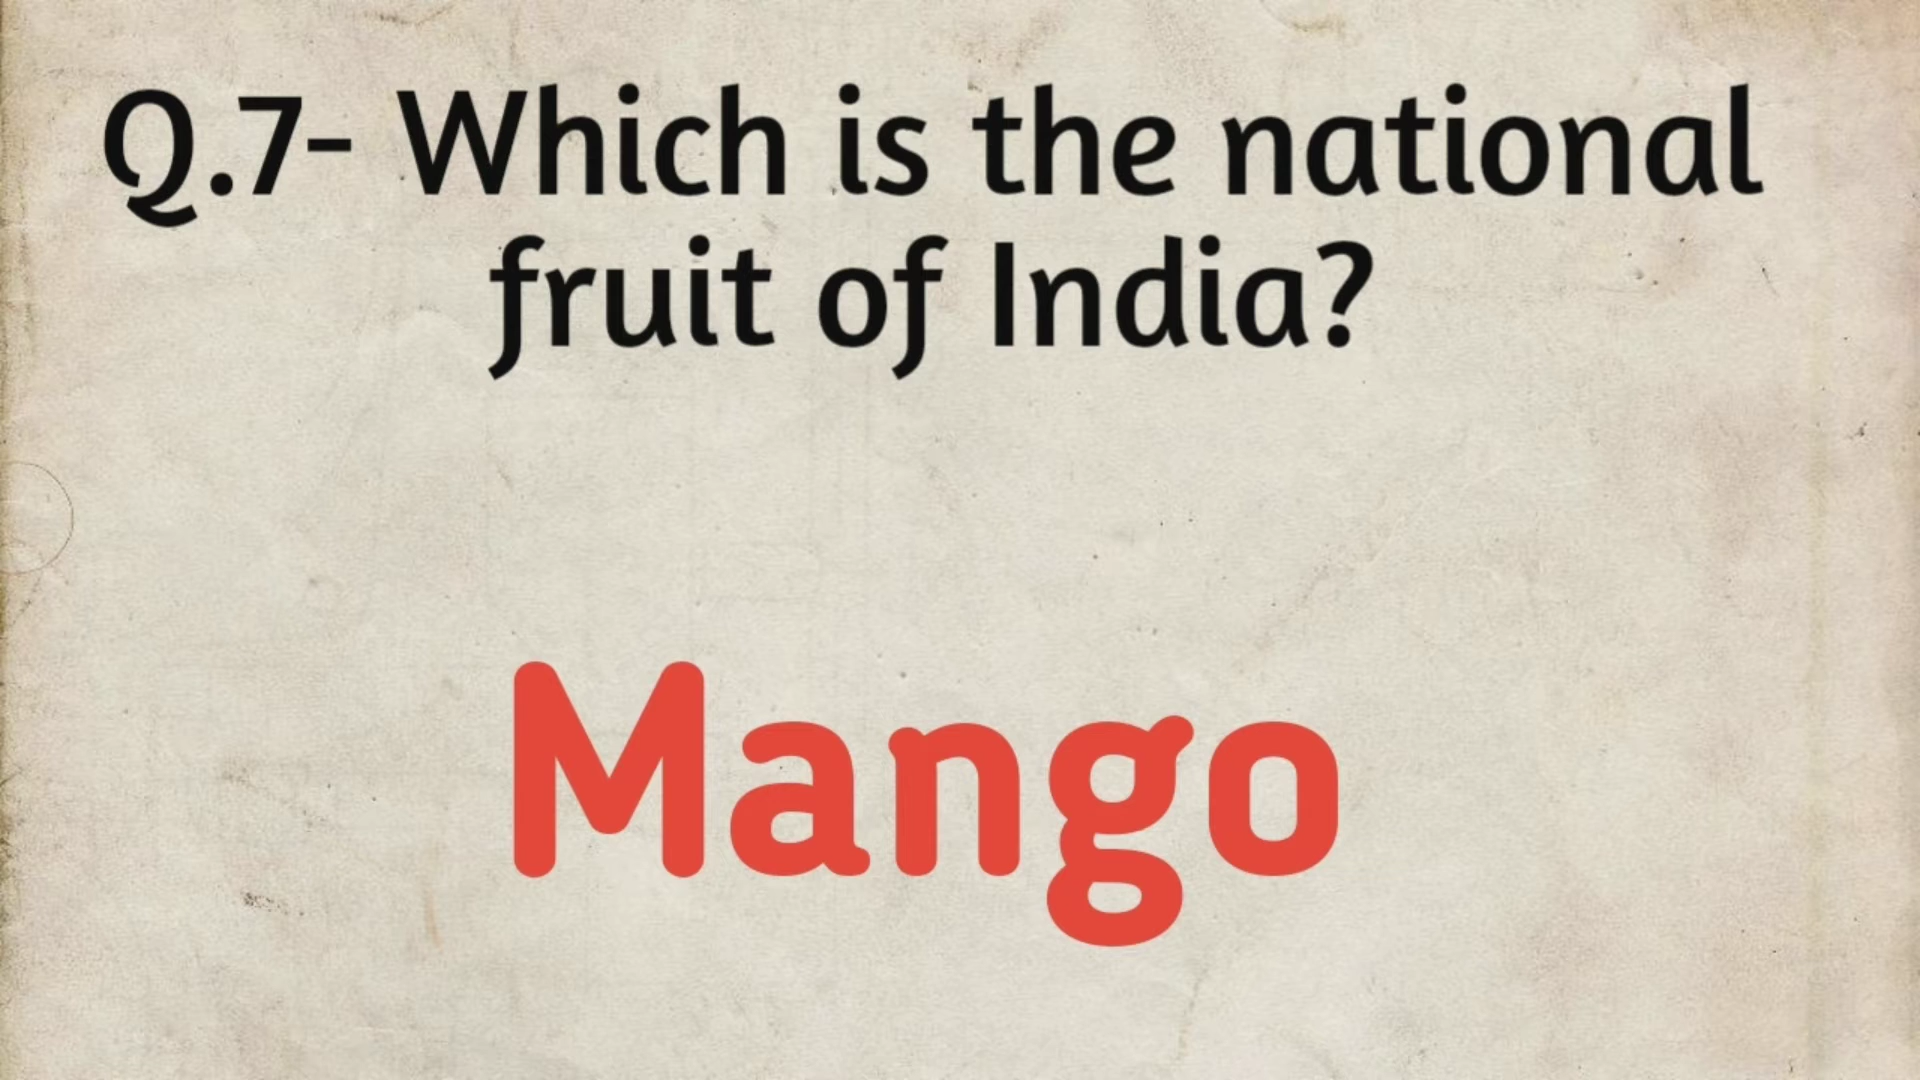 Q.7- Which is the national
fruit of India?
Mango